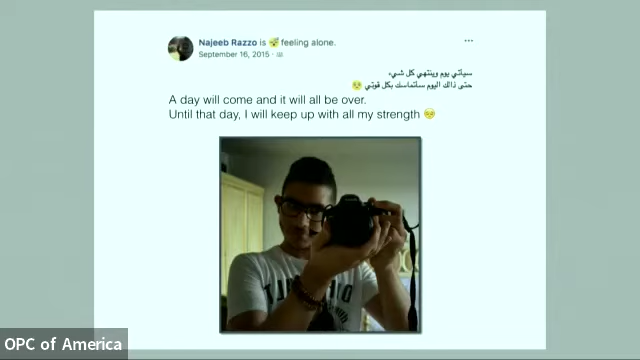 Najeeb Razzo is 😴 feeling alone.
September 16, 2015 ·
سيأتي يوم وينتهي كل شيء
حتى ذالك اليوم سأتماسك بكل قوتي 😔
A day will come and it will all be over.
Until that day, I will keep up with all my strength 😔
OPC of America